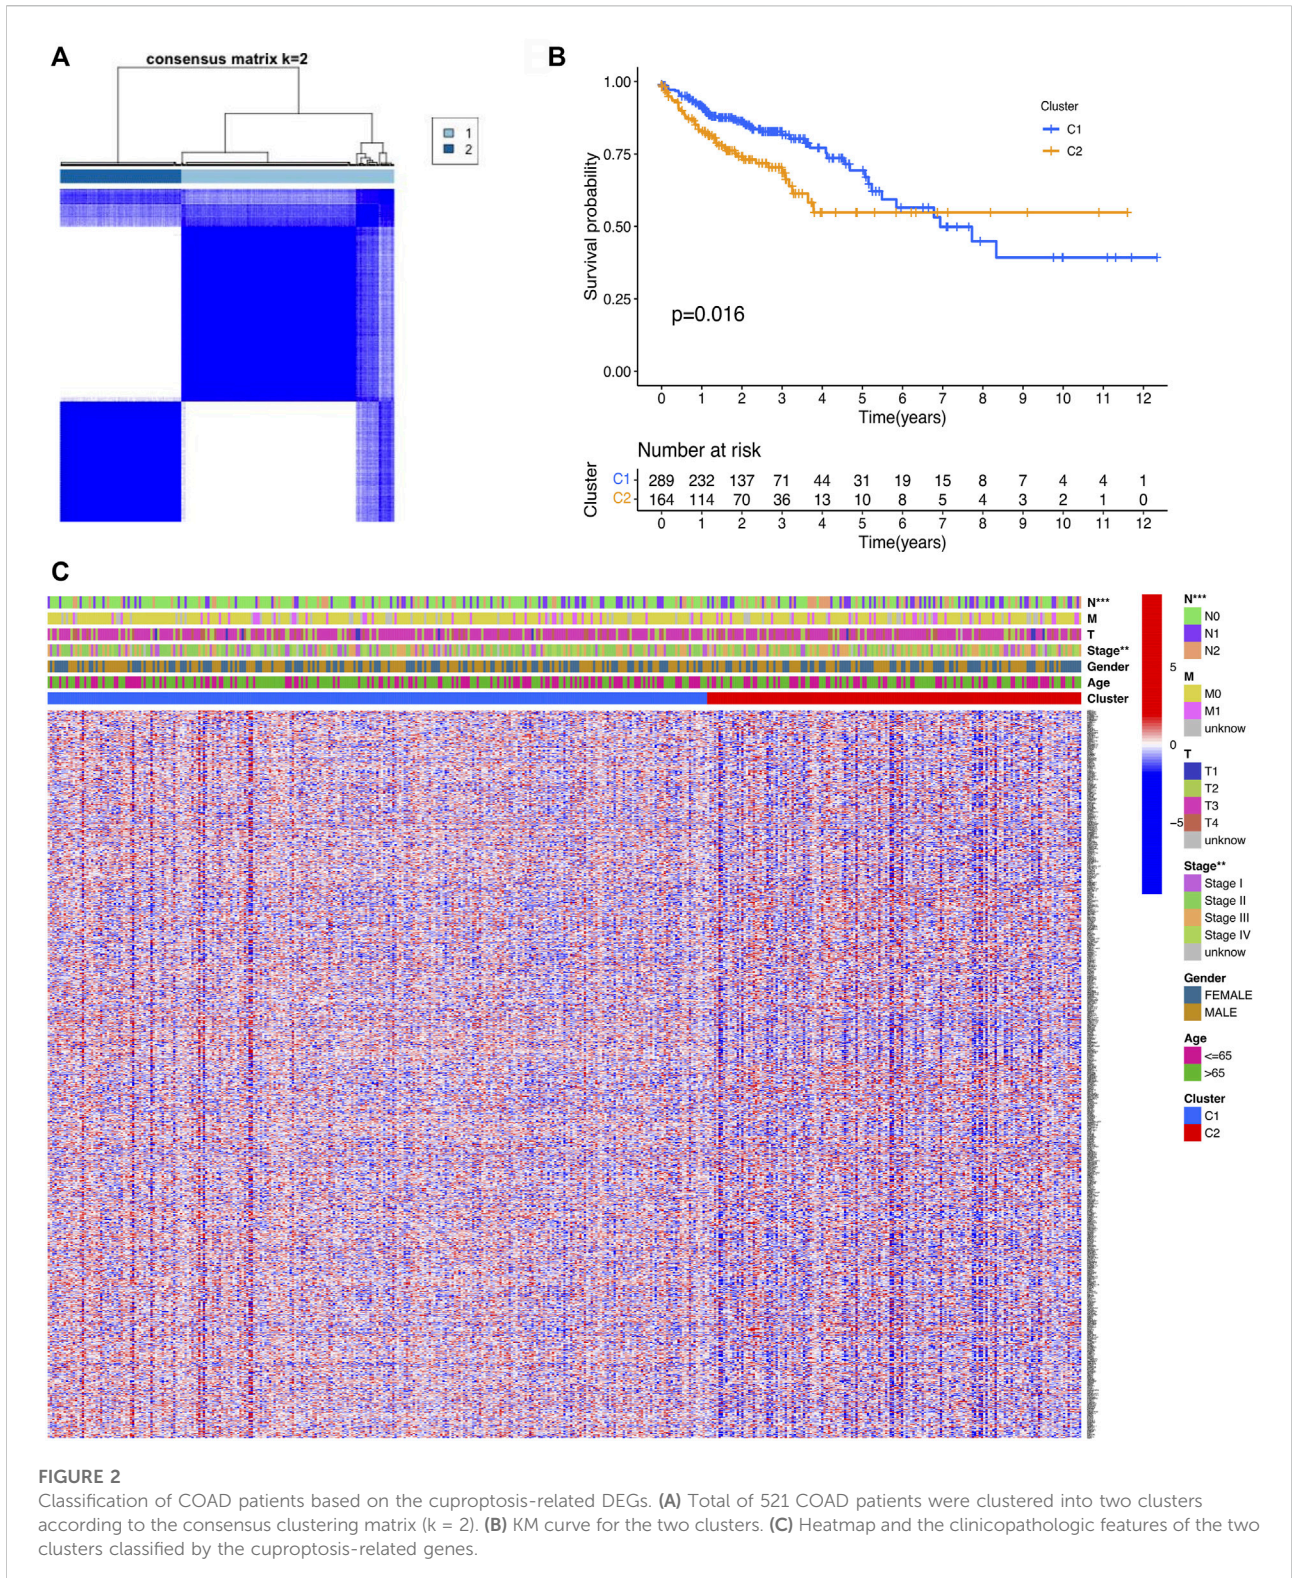 A
consensus matrix k=2
1
2
B
1.00
0.75
0.50
0.25
0.00
Survival probability
Cluster
C1
C2
p=0.016
0 1 2 3 4 5 6 7 8 9 10 11 12
Time(years)
Number at risk
Cluster
C1 289 232 137 71 44 31 19 15 8 7 4 4 1
C2 164 114 70 36 13 10 8 5 4 3 2 1 0
0 1 2 3 4 5 6 7 8 9 10 11 12
Time(years)
C
N***
M
T
Stage**
Gender
Age
Cluster
5
0
−5
N***
N0
N1
N2
M
M0
M1
unknow
T
T1
T2
T3
T4
unknow
Stage**
Stage I
Stage II
Stage III
Stage IV
unknow
Gender
FEMALE
MALE
Age
<=65
>65
Cluster
C1
C2
FIGURE 2
Classification of COAD patients based on the cuproptosis-related DEGs. (A) Total of 521 COAD patients were clustered into two clusters
according to the consensus clustering matrix (k = 2). (B) KM curve for the two clusters. (C) Heatmap and the clinicopathologic features of the two
clusters classified by the cuproptosis-related genes.